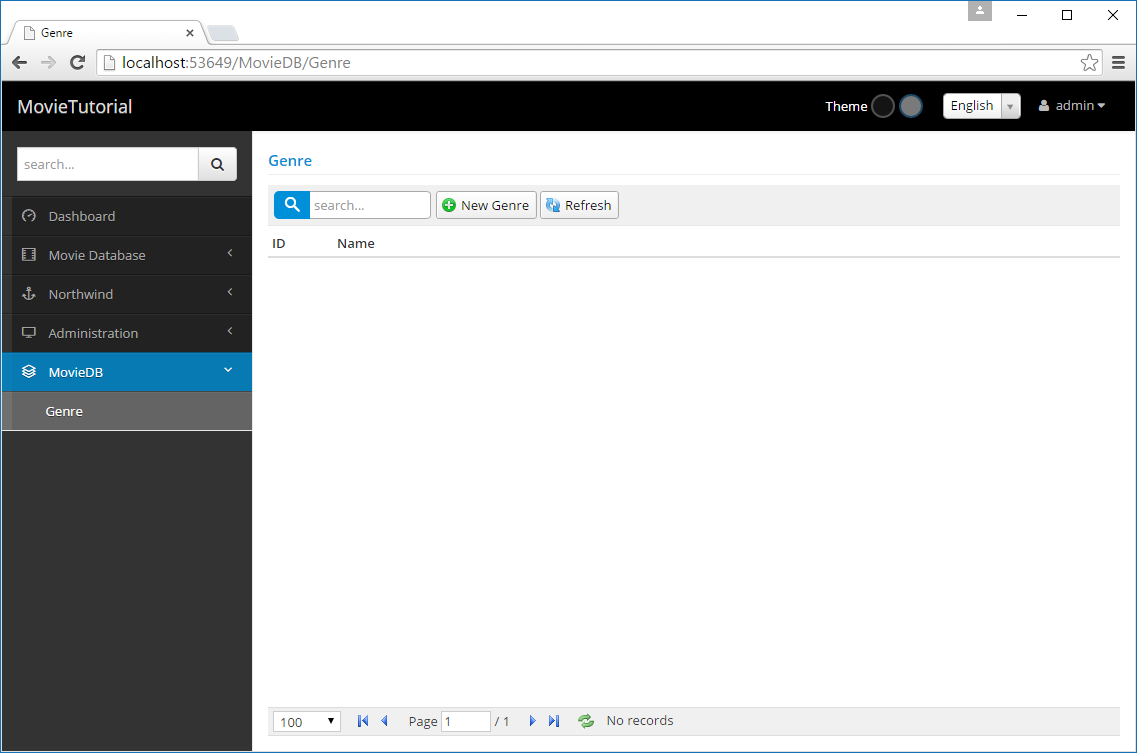 Genre
localhost:53649/MovieDB/Genre
MovieTutorial
Theme
English
admin
search...
Dashboard
Movie Database
Northwind
Administration
MovieDB
Genre
Genre
search...
New Genre
Refresh
ID Name
100 Page 1 / 1 No records